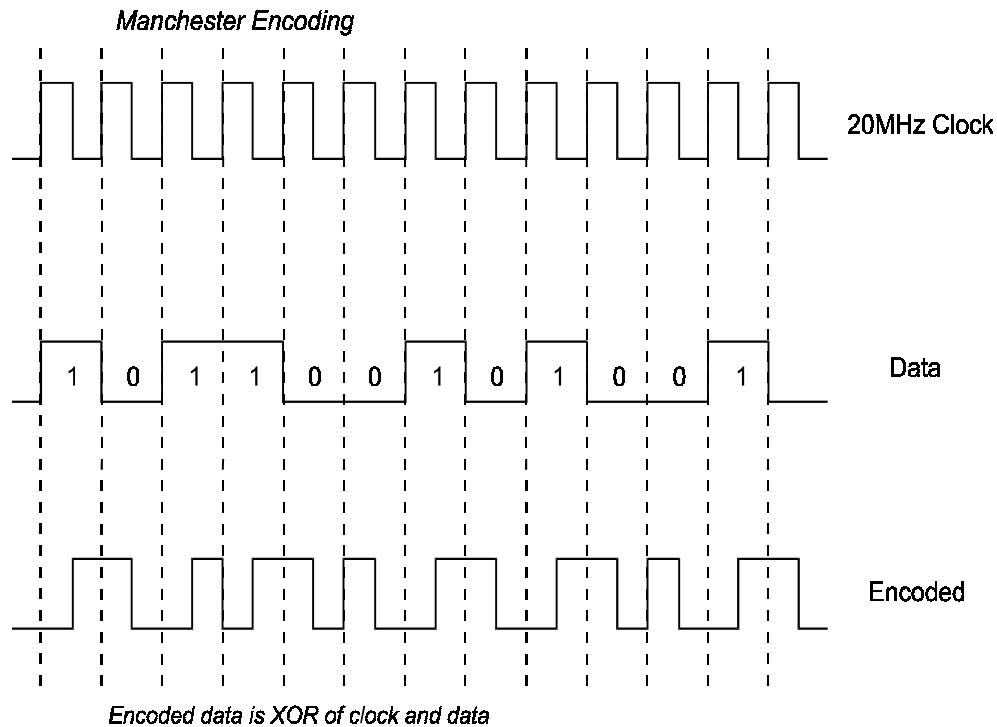 Manchester Encoding
20MHz Clock
1 0 1 1 0 0 1 0 1 0 0 1
Data
Encoded
Encoded data is XOR of clock and data